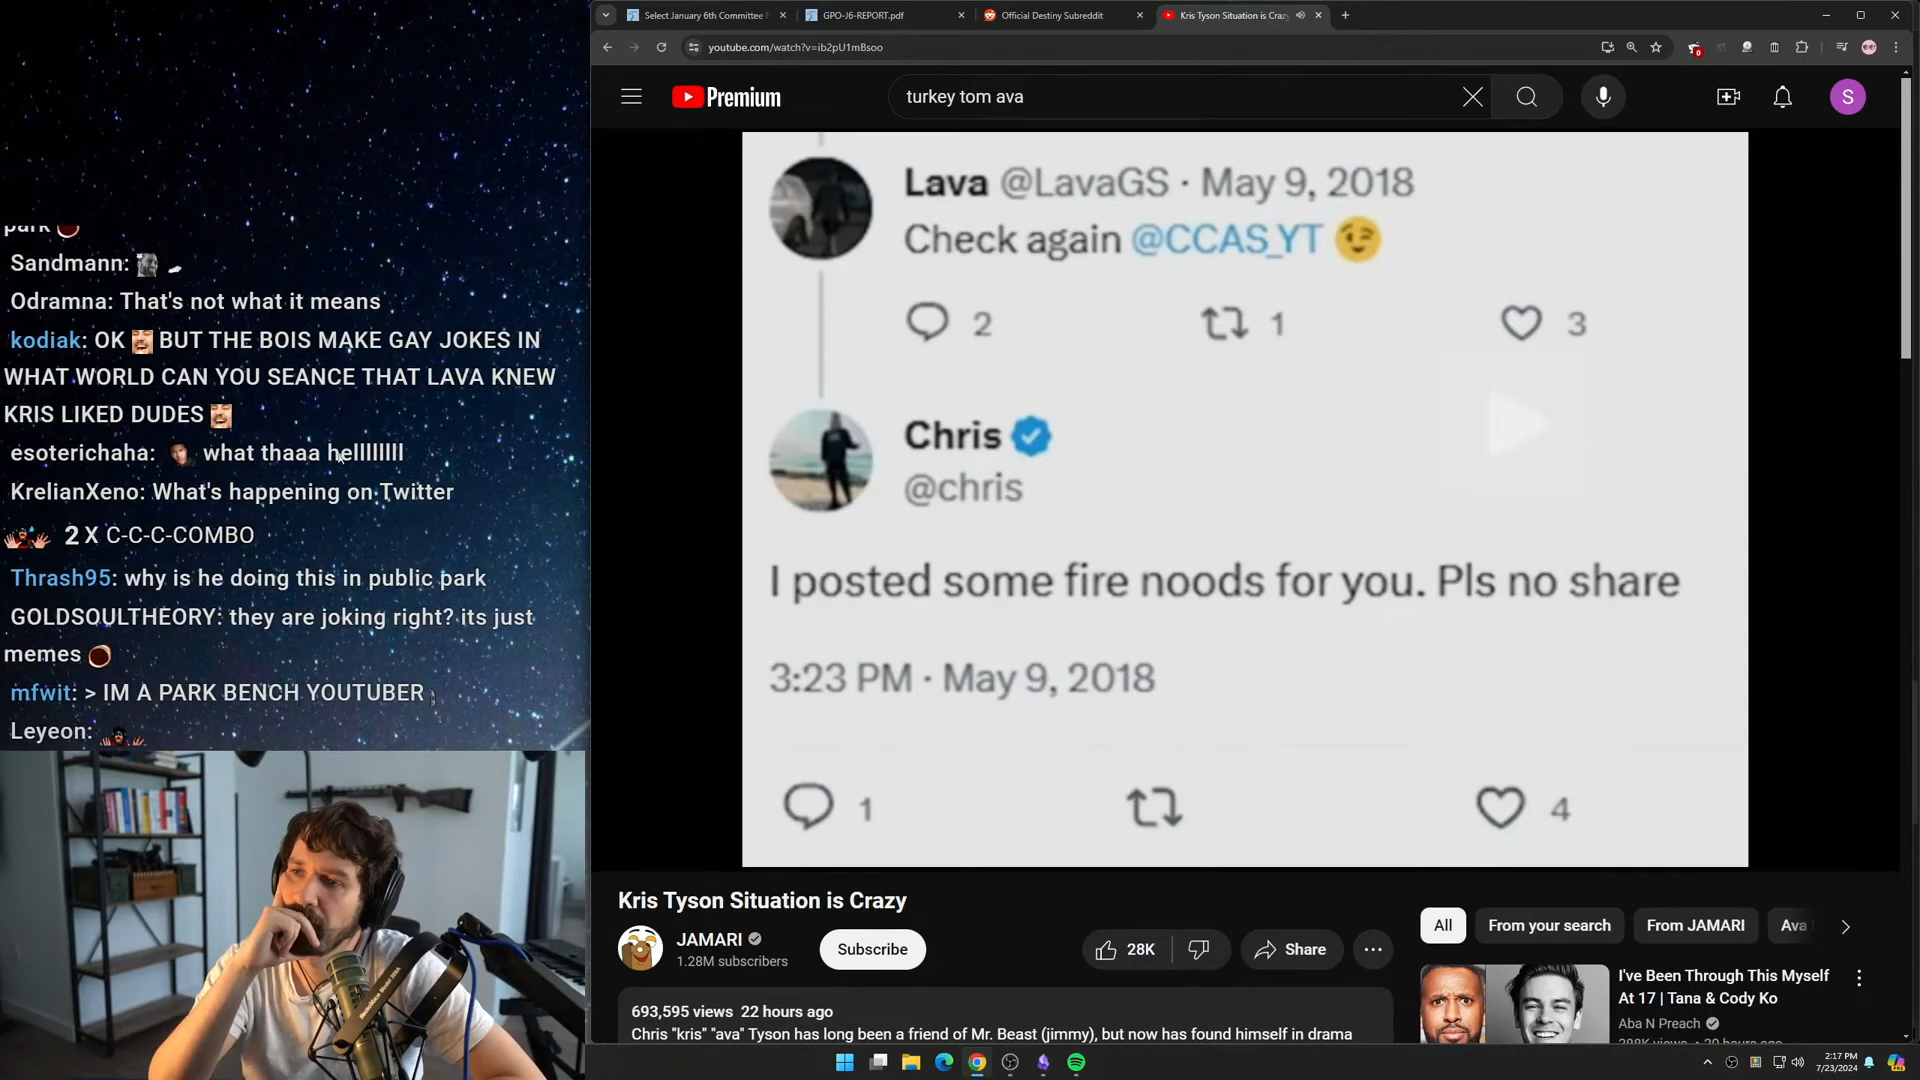 Select January 6th Committee
GPO-J6-REPORT.pdf
Official Destiny Subreddit
Kris Tyson Situation is Craz
youtube.com/watch?v=ib2pU1mBsoo
0
Premium
turkey tom ava
S
park
Sandmann:
Odramna: That's not what it means
kodiak: OK BUT THE BOIS MAKE GAY JOKES IN
WHAT WORLD CAN YOU SEANCE THAT LAVA KNEW
KRIS LIKED DUDES
esoterichaha: what thaaa hellllllll
KrelianXeno: What's happening on Twitter
2 X C-C-C-COMBO
Thrash95: why is he doing this in public park
GOLDSOULTHEORY: they are joking right? its just
memes
mfwit: > IM A PARK BENCH YOUTUBER
Leyeon:
Lava @LavaGS · May 9, 2018
Check again @CCAS_YT 😉
2 1 3
Chris
@chris
I posted some fire noods for you. Pls no share
3:23 PM · May 9, 2018
1 4
Kris Tyson Situation is Crazy
JAMARI
1.28M subscribers
Subscribe
28K
Share
693,595 views 22 hours ago
Chris "kris" "ava" Tyson has long been a friend of Mr. Beast (jimmy), but now has found himself in drama
All
From your search
From JAMARI
Ava
I've Been Through This Myself
At 17 | Tana & Cody Ko
Aba N Preach
388K views 20 hours ago
2:17 PM
7/23/2024